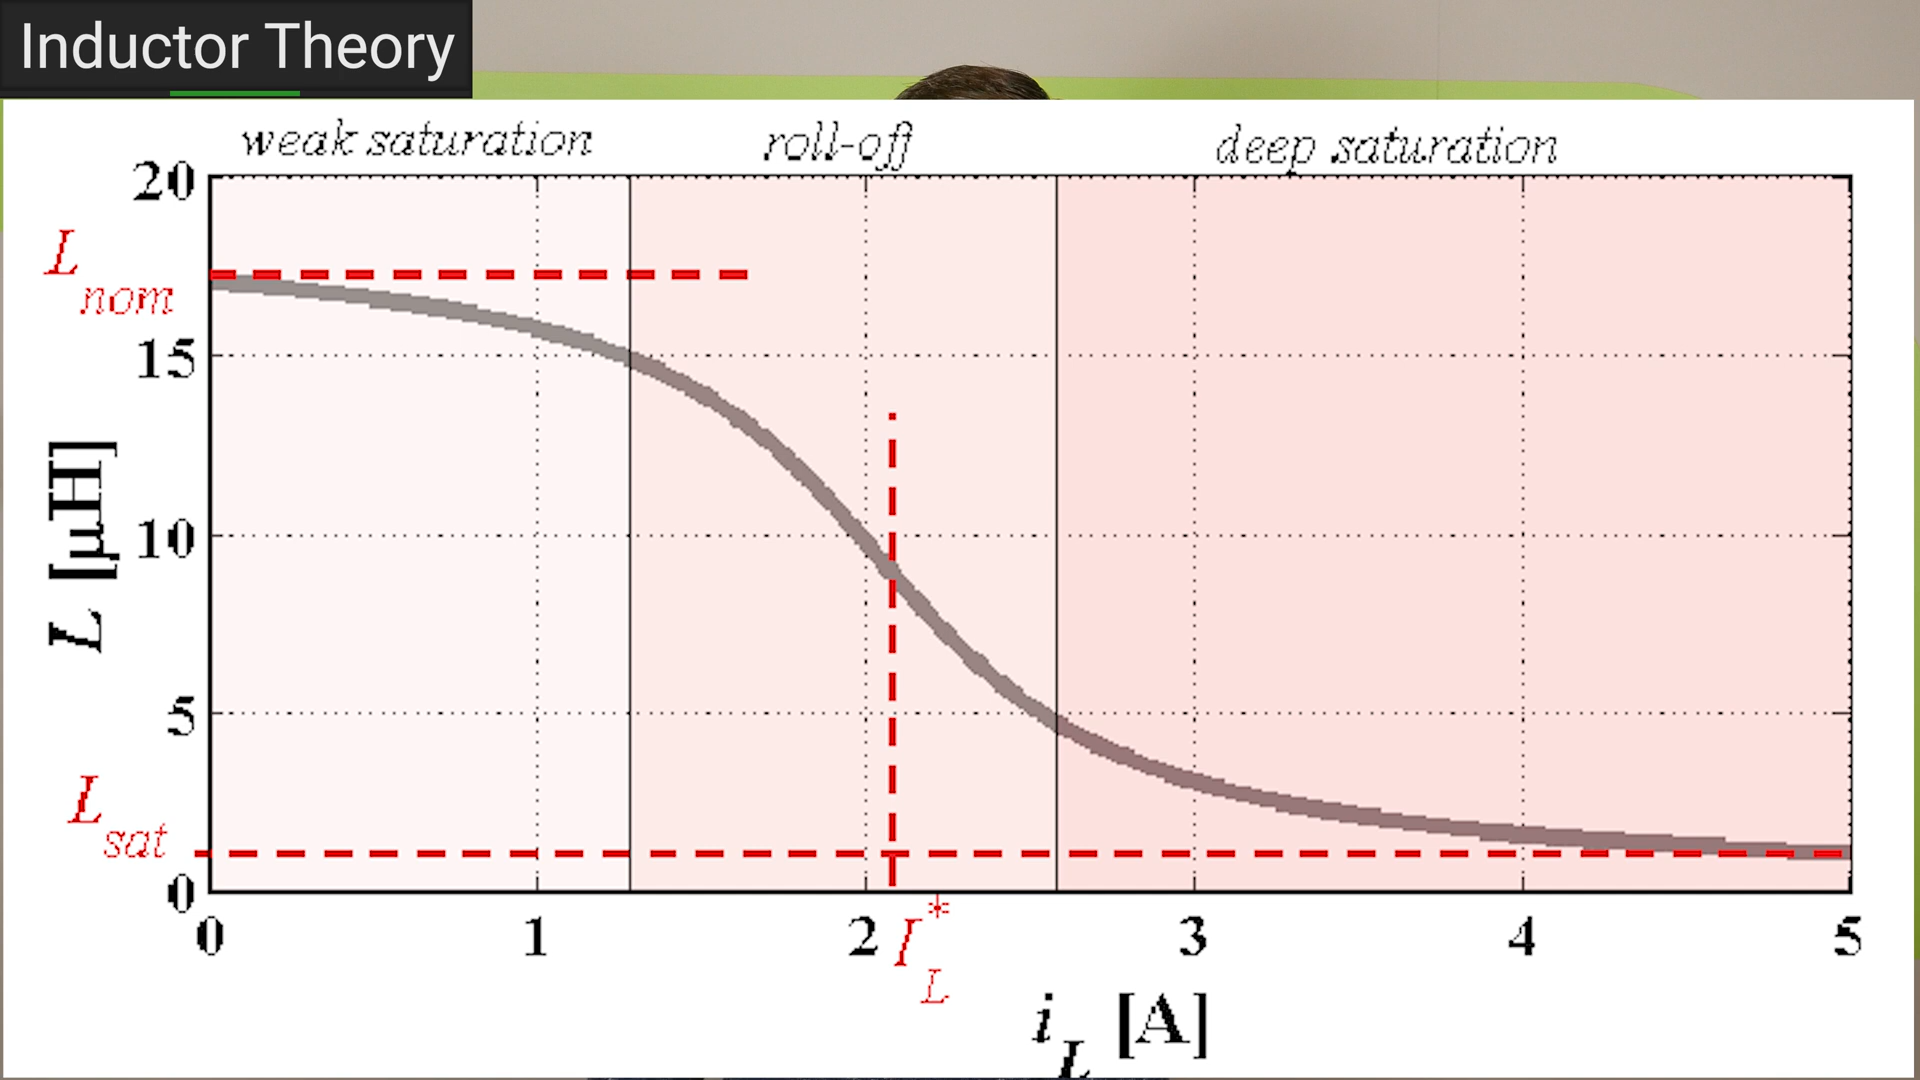 Inductor Theory
weak saturation
roll-off
deep saturation
20
L nom
15
10
5
L sat
0
L [µH]
0
1
2
3
4
5
I*L
iL [A]